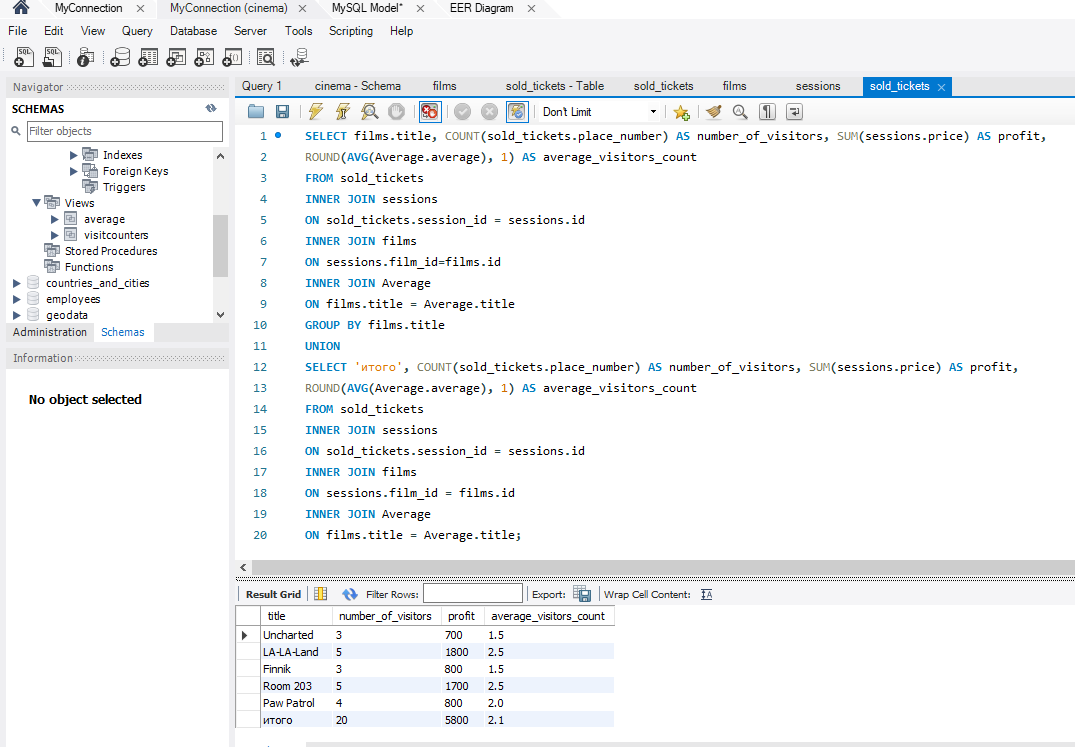 MyConnection MyConnection (cinema) MySQL Model* EER Diagram
File Edit View Query Database Server Tools Scripting Help
Navigator
SCHEMAS
Filter objects
Indexes
Foreign Keys
Triggers
Views
average
visitcounters
Stored Procedures
Functions
countries_and_cities
employees
geodata
Administration Schemas
Information
No object selected
Query 1 cinema - Schema films sold_tickets - Table sold_tickets films sessions sold_tickets
Don't Limit
1 SELECT films.title, COUNT(sold_tickets.place_number) AS number_of_visitors, SUM(sessions.price) AS profit,
2 ROUND(AVG(Average.average), 1) AS average_visitors_count
3 FROM sold_tickets
4 INNER JOIN sessions
5 ON sold_tickets.session_id = sessions.id
6 INNER JOIN films
7 ON sessions.film_id=films.id
8 INNER JOIN Average
9 ON films.title = Average.title
10 GROUP BY films.title
11 UNION
12 SELECT 'итого', COUNT(sold_tickets.place_number) AS number_of_visitors, SUM(sessions.price) AS profit,
13 ROUND(AVG(Average.average), 1) AS average_visitors_count
14 FROM sold_tickets
15 INNER JOIN sessions
16 ON sold_tickets.session_id = sessions.id
17 INNER JOIN films
18 ON sessions.film_id = films.id
19 INNER JOIN Average
20 ON films.title = Average.title;
Result Grid Filter Rows: Export: Wrap Cell Content:
title number_of_visitors profit average_visitors_count
Uncharted 3 700 1.5
LA-LA-Land 5 1800 2.5
Finnik 3 800 1.5
Room 203 5 1700 2.5
Paw Patrol 4 800 2.0
итого 20 5800 2.1